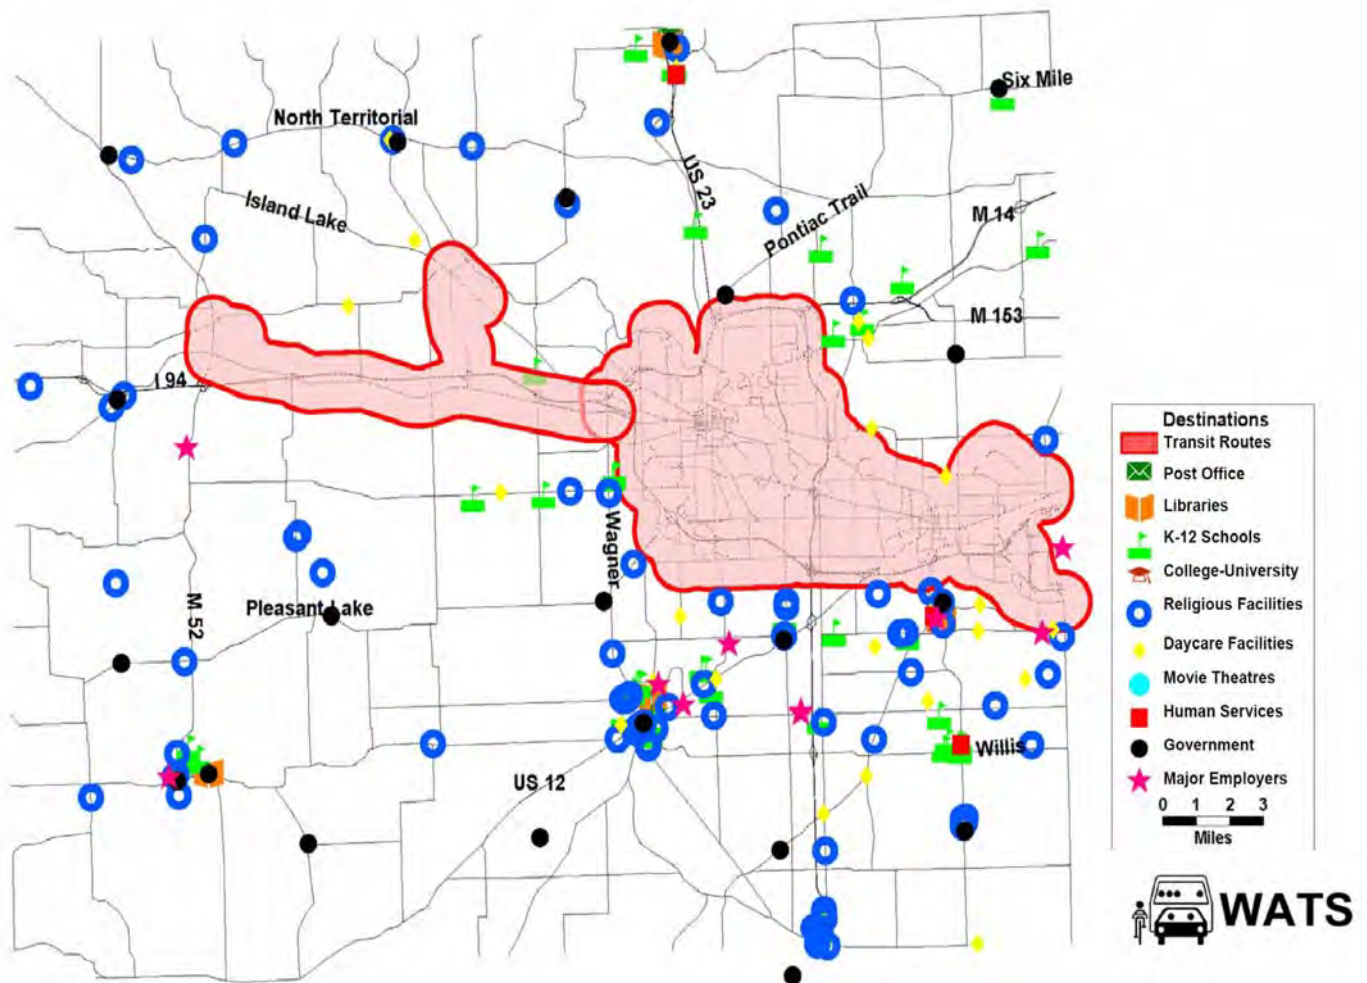 Six Mile
North Territorial
US 23
Island Lake
Pontiac Trail
M 14
M 153
I 94
Wagner
M 52
Pleasant Lake
Willis
US 12
Destinations
Transit Routes
Post Office
Libraries
K-12 Schools
College-University
Religious Facilities
Daycare Facilities
Movie Theatres
Human Services
Government
Major Employers
0 1 2 3
Miles
WATS